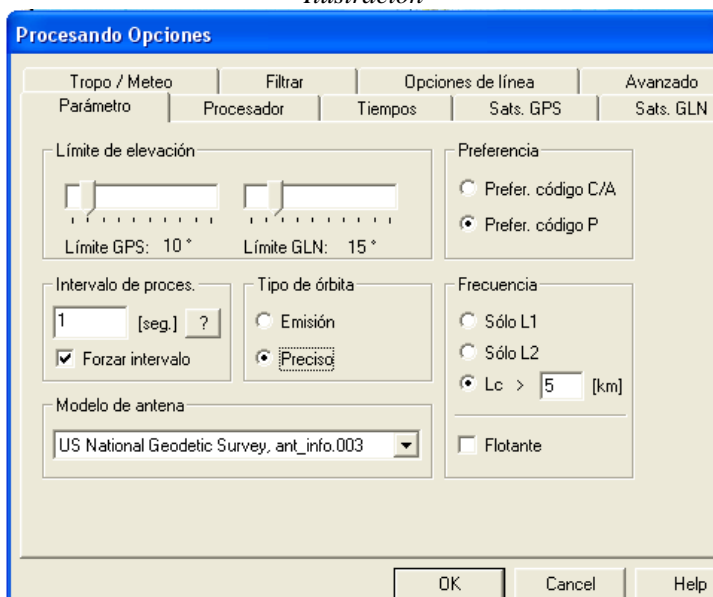 Ilustración
Procesando Opciones
Tropo / Meteo Filtrar Opciones de línea Avanzado
Parámetro Procesador Tiempos Sats. GPS Sats. GLN
Límite de elevación
Límite GPS: 10 ° Límite GLN: 15 °
Preferencia
Prefer. código C/A
Prefer. código P
Intervalo de proces.
1 [seg.] ?
Forzar intervalo
Tipo de órbita
Emisión
Preciso
Frecuencia
Sólo L1
Sólo L2
Lc > 5 [km]
Flotante
Modelo de antena
US National Geodetic Survey, ant_info.003
OK Cancel Help